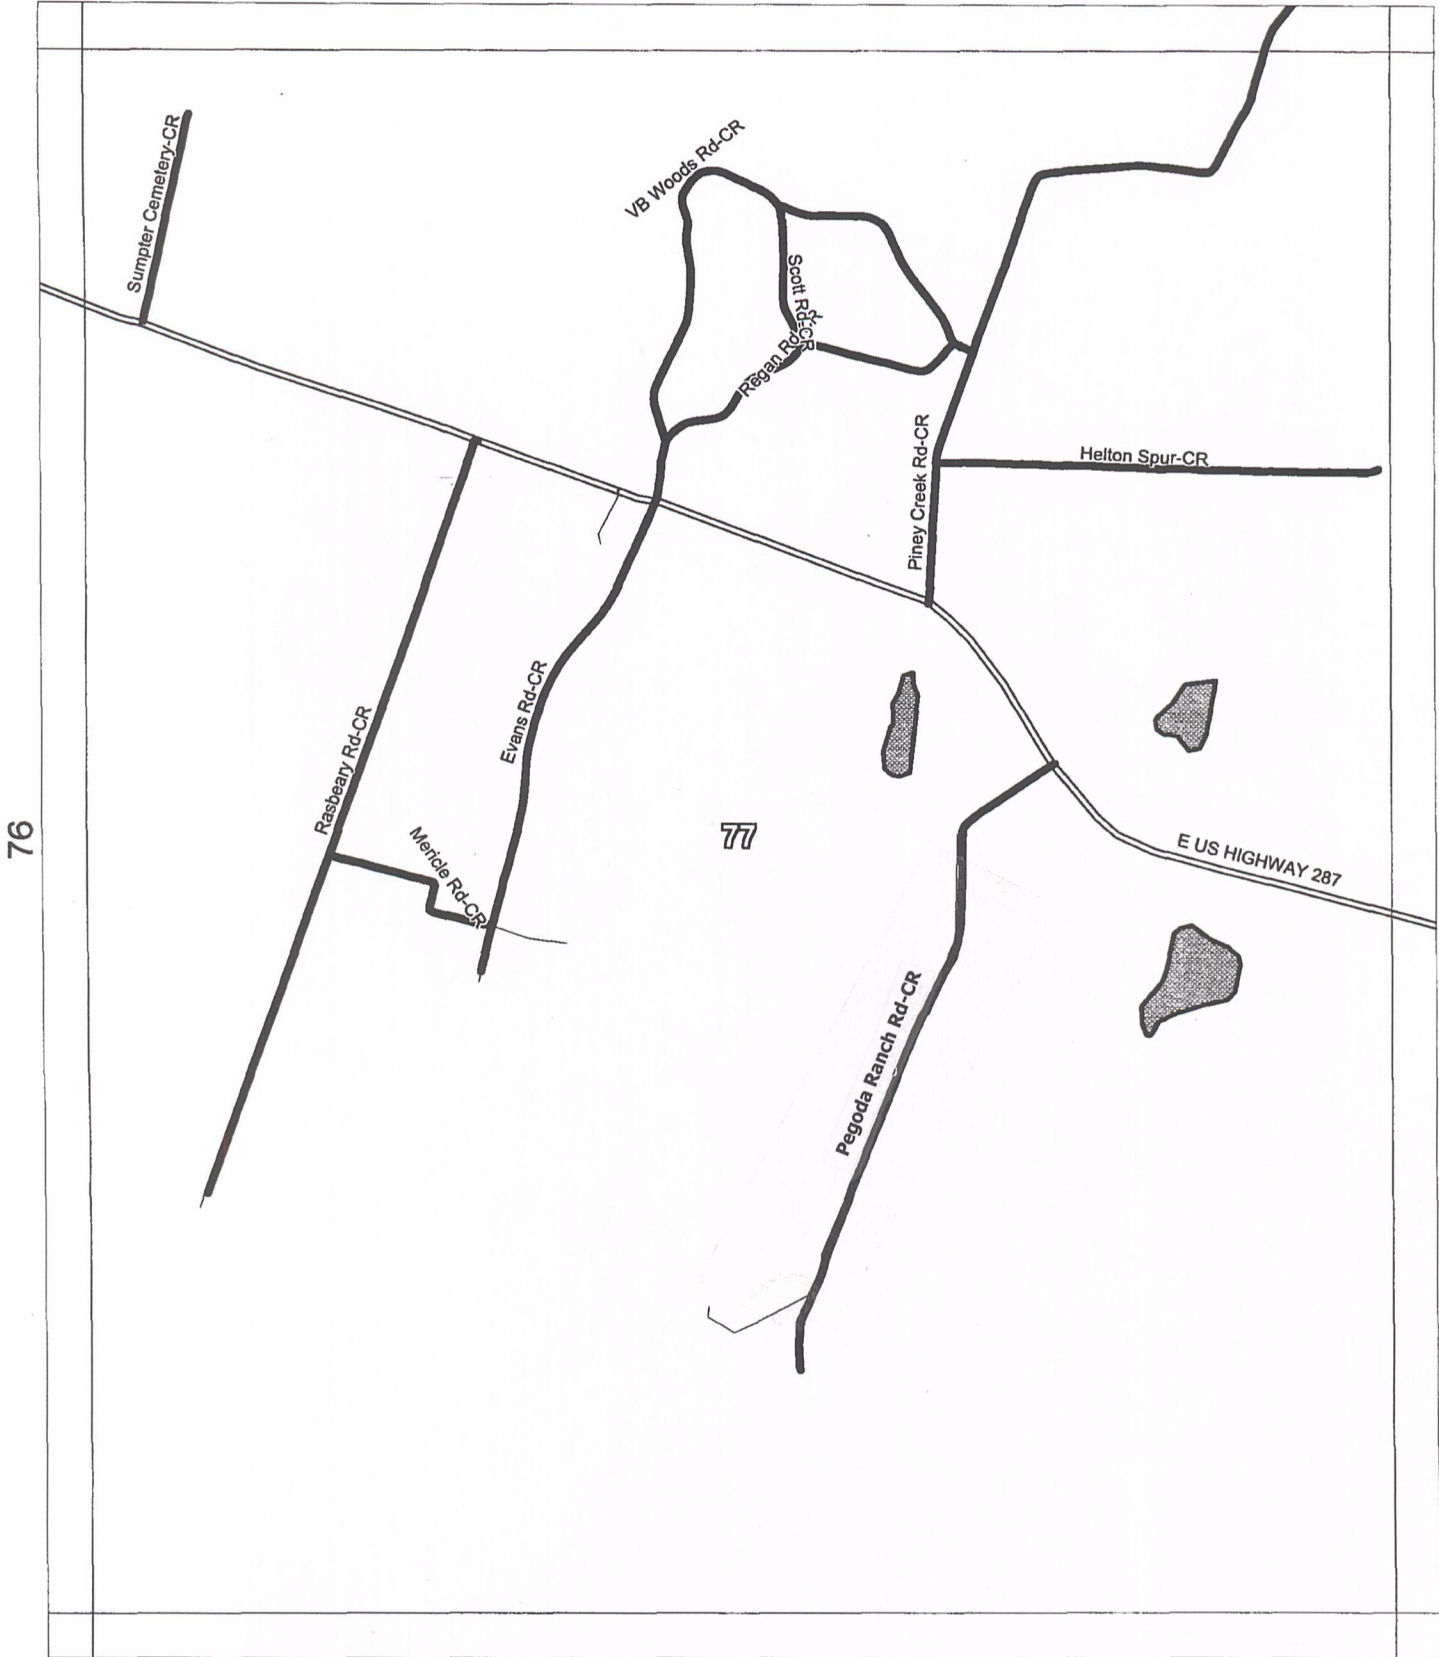 Sumpter Cemetery-CR
VB Woods Rd-CR
Scott Rd-CR
Regan Rd-CR
Piney Creek Rd-CR
Helton Spur-CR
Evans Rd-CR
Rasbeary Rd-CR
Mericle Rd-CR
76
77
E US HIGHWAY 287
Pegoda Ranch Rd-CR